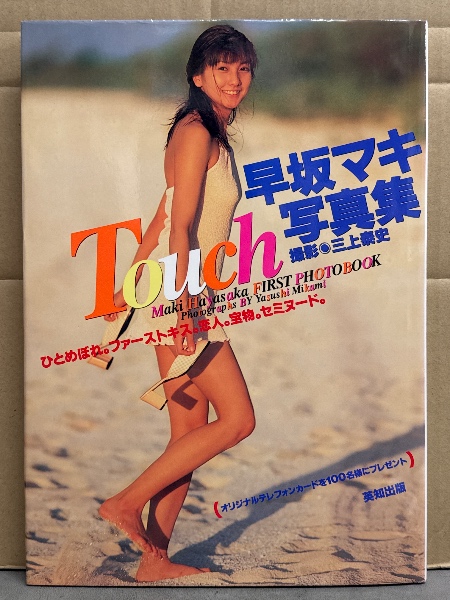 早坂マキ
写真集
撮影◉三上泰史
Touch
Maki Hayasaka FIRST PHOTOBOOK
Photographs BY Yasushi Mikami
ひとめぼれ。ファーストキス。恋人。宝物。セミヌード。
(オリジナルテレフォンカードを100名様にプレゼント)
英知出版